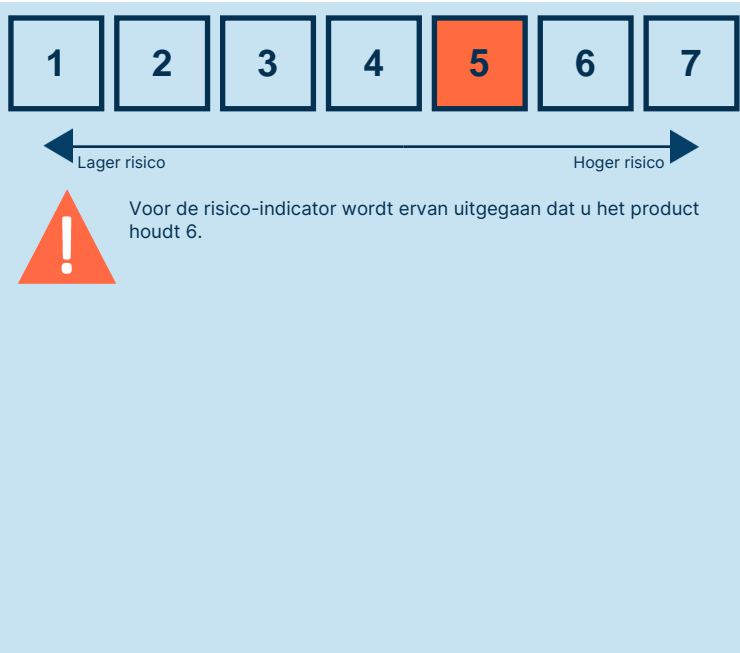 1 2 3 4 5 6 7
Lager risico Hoger risico
!
Voor de risico-indicator wordt ervan uitgegaan dat u het product
houdt 6.